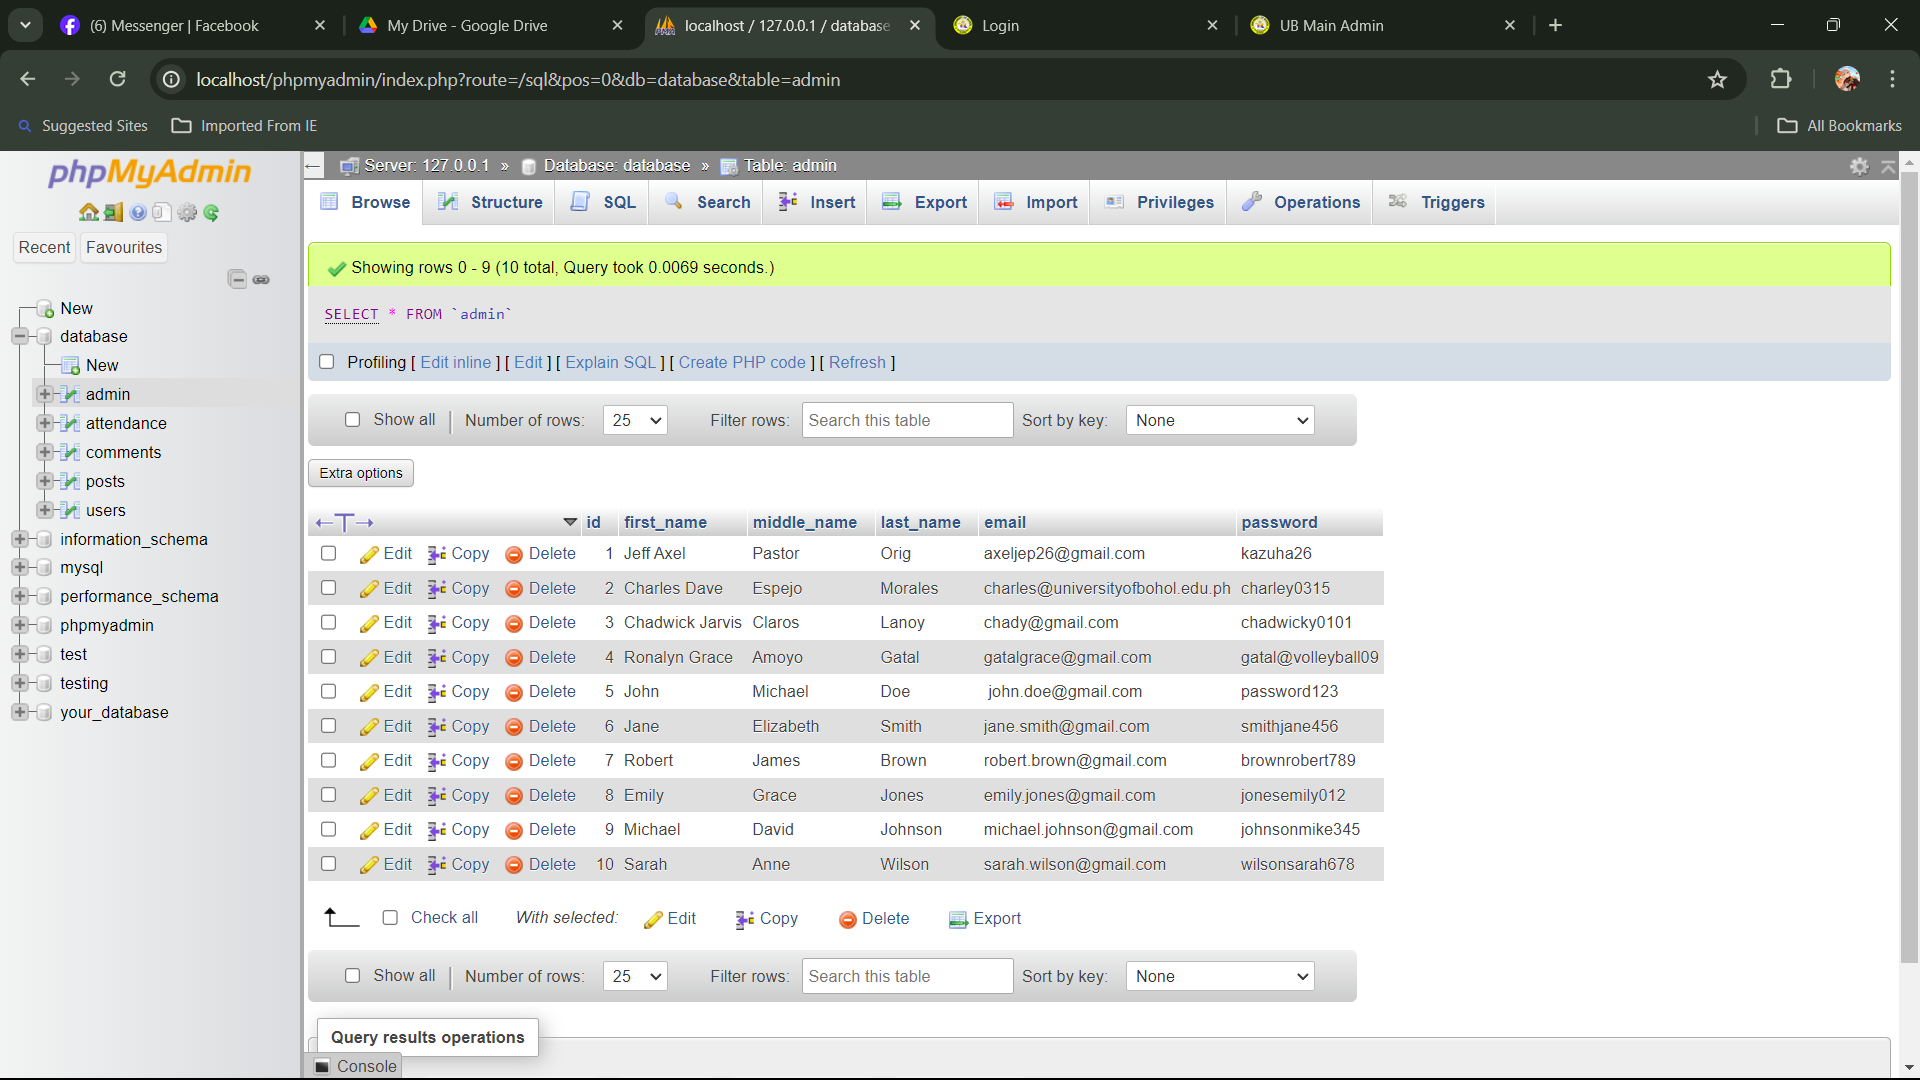 (6) Messenger | Facebook
My Drive - Google Drive
localhost / 127.0.0.1 / database
Login
UB Main Admin
localhost/phpmyadmin/index.php?route=/sql&pos=0&db=database&table=admin
Suggested Sites
Imported From IE
All Bookmarks
phpMyAdmin
Recent
Favourites
New
database
New
admin
attendance
comments
posts
users
information_schema
mysql
performance_schema
phpmyadmin
test
testing
your_database
Server: 127.0.0.1 » Database: database » Table: admin
Browse Structure SQL Search Insert Export Import Privileges Operations Triggers
Showing rows 0 - 9 (10 total, Query took 0.0069 seconds.)
SELECT * FROM `admin`
Profiling [ Edit inline ] [ Edit ] [ Explain SQL ] [ Create PHP code ] [ Refresh ]
Show all | Number of rows: 25 Filter rows: Search this table Sort by key: None
Extra options
id first_name middle_name last_name email password
Edit Copy Delete 1 Jeff Axel Pastor Orig axeljep26@gmail.com kazuha26
Edit Copy Delete 2 Charles Dave Espejo Morales charles@universityofbohol.edu.ph charley0315
Edit Copy Delete 3 Chadwick Jarvis Claros Lanoy chady@gmail.com chadwicky0101
Edit Copy Delete 4 Ronalyn Grace Amoyo Gatal gatalgrace@gmail.com gatal@volleyball09
Edit Copy Delete 5 John Michael Doe john.doe@gmail.com password123
Edit Copy Delete 6 Jane Elizabeth Smith jane.smith@gmail.com smithjane456
Edit Copy Delete 7 Robert James Brown robert.brown@gmail.com brownrobert789
Edit Copy Delete 8 Emily Grace Jones emily.jones@gmail.com jonesemily012
Edit Copy Delete 9 Michael David Johnson michael.johnson@gmail.com johnsonmike345
Edit Copy Delete 10 Sarah Anne Wilson sarah.wilson@gmail.com wilsonsarah678
Check all With selected: Edit Copy Delete Export
Show all | Number of rows: 25 Filter rows: Search this table Sort by key: None
Query results operations
Console